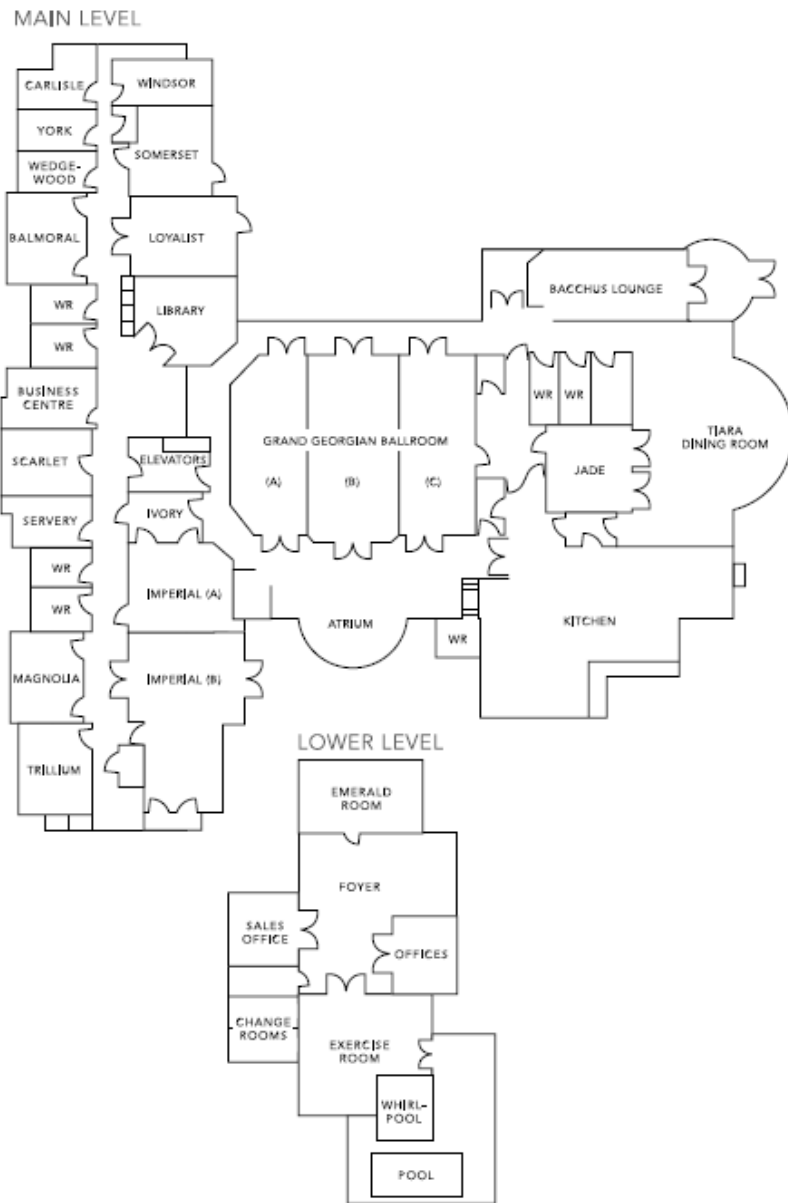 MAIN LEVEL
CARLISLE
WINDSOR
YORK
SOMERSET
WEDGE-
WOOD
BALMORAL
LOYALIST
BACCHUS LOUNGE
WR
LIBRARY
WR
BUSINESS
CENTRE
WR
WR
TIARA
DINING ROOM
GRAND GEORGIAN BALLROOM
SCARLET
ELEVATORS
(A)
(B)
(C)
JADE
SERVERY
IVORY
WR
IMPERIAL (A)
WR
ATRIUM
KITCHEN
WR
MAGNOLIA
IMPERIAL (B)
TRILLIUM
LOWER LEVEL
EMERALD
ROOM
FOYER
SALES
OFFICE
OFFICES
CHANGE
ROOMS
EXERCISE
ROOM
WHIRL-
POOL
POOL